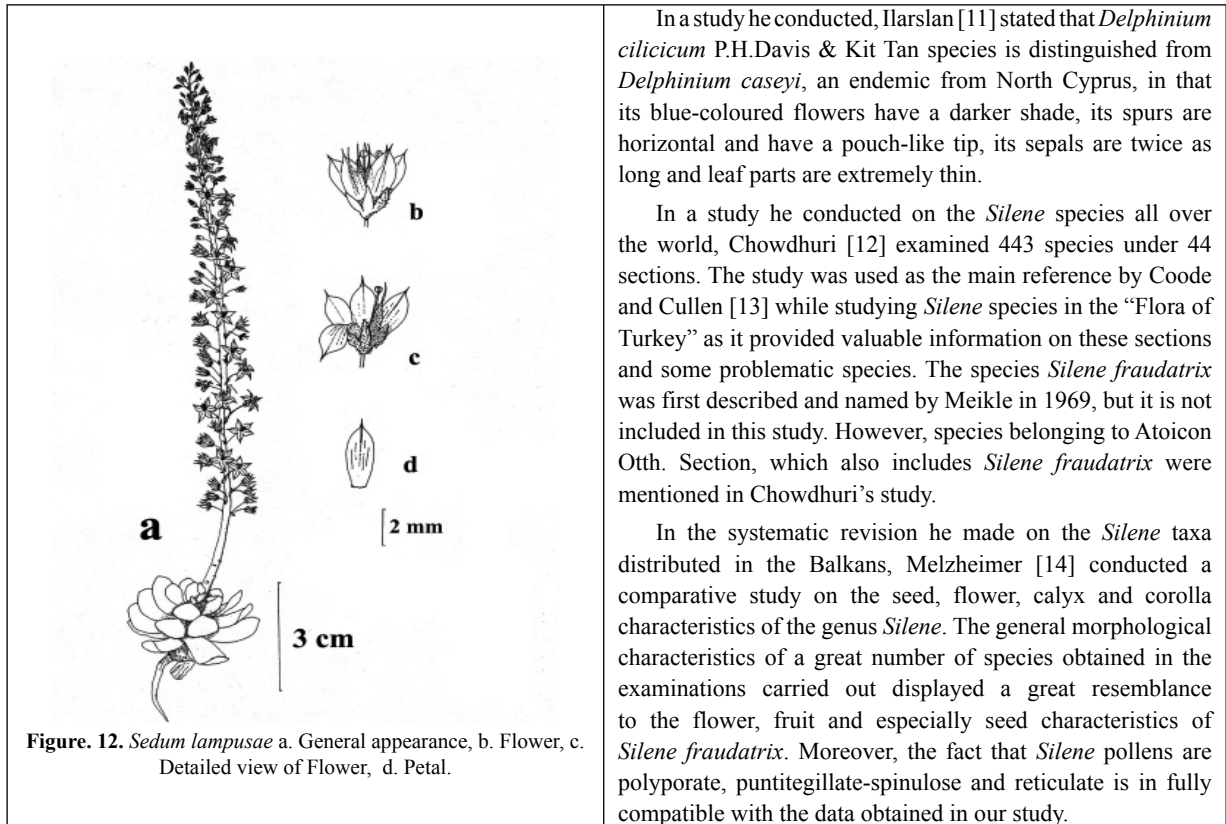 b
c
d
2 mm
a
3 cm
Figure. 12. Sedum lampusae a. General appearance, b. Flower, c.
Detailed view of Flower, d. Petal.
In a study he conducted, Ilarslan [11] stated that Delphinium
cilicicum P.H.Davis & Kit Tan species is distinguished from
Delphinium caseyi, an endemic from North Cyprus, in that
its blue-coloured flowers have a darker shade, its spurs are
horizontal and have a pouch-like tip, its sepals are twice as
long and leaf parts are extremely thin.
In a study he conducted on the Silene species all over
the world, Chowdhuri [12] examined 443 species under 44
sections. The study was used as the main reference by Coode
and Cullen [13] while studying Silene species in the “Flora of
Turkey” as it provided valuable information on these sections
and some problematic species. The species Silene fraudatrix
was first described and named by Meikle in 1969, but it is not
included in this study. However, species belonging to Atoicon
Otth. Section, which also includes Silene fraudatrix were
mentioned in Chowdhuri’s study.
In the systematic revision he made on the Silene taxa
distributed in the Balkans, Melzheimer [14] conducted a
comparative study on the seed, flower, calyx and corolla
characteristics of the genus Silene. The general morphological
characteristics of a great number of species obtained in the
examinations carried out displayed a great resemblance
to the flower, fruit and especially seed characteristics of
Silene fraudatrix. Moreover, the fact that Silene pollens are
polyporate, puntitegillate-spinulose and reticulate is in fully
compatible with the data obtained in our study.